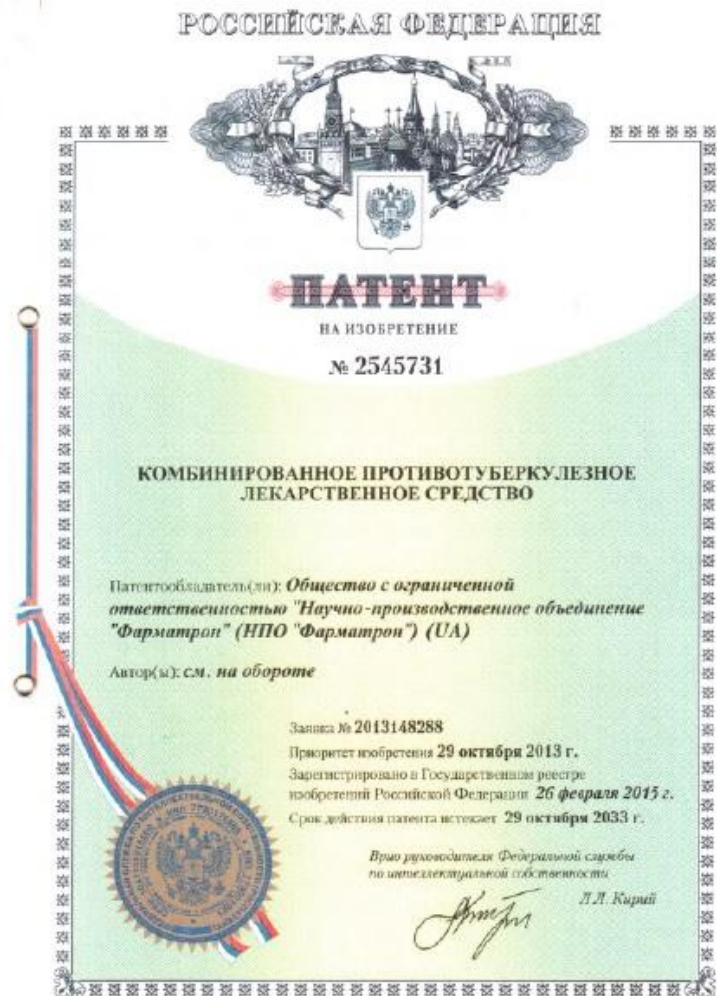 РОССИЙСКАЯ ФЕДЕРАЦИЯ
ПАТЕНТ
НА ИЗОБРЕТЕНИЕ
№ 2545731
КОМБИНИРОВАННОЕ ПРОТИВОТУБЕРКУЛЕЗНОЕ
ЛЕКАРСТВЕННОЕ СРЕДСТВО
Патентообладатель(ли): Общество с ограниченной
ответственностью "Научно-производственное объединение
"Фарматрон" (НПО "Фарматрон") (UA)
Автор(ы): см. на обороте
Заявка № 2013148288
Приоритет изобретения 29 октября 2013 г.
Зарегистрировано в Государственном реестре
изобретений Российской Федерации 26 февраля 2015 г.
Срок действия патента истекает 29 октября 2033 г.
Врио руководителя Федеральной службы
по интеллектуальной собственности
Л.Л. Кирий